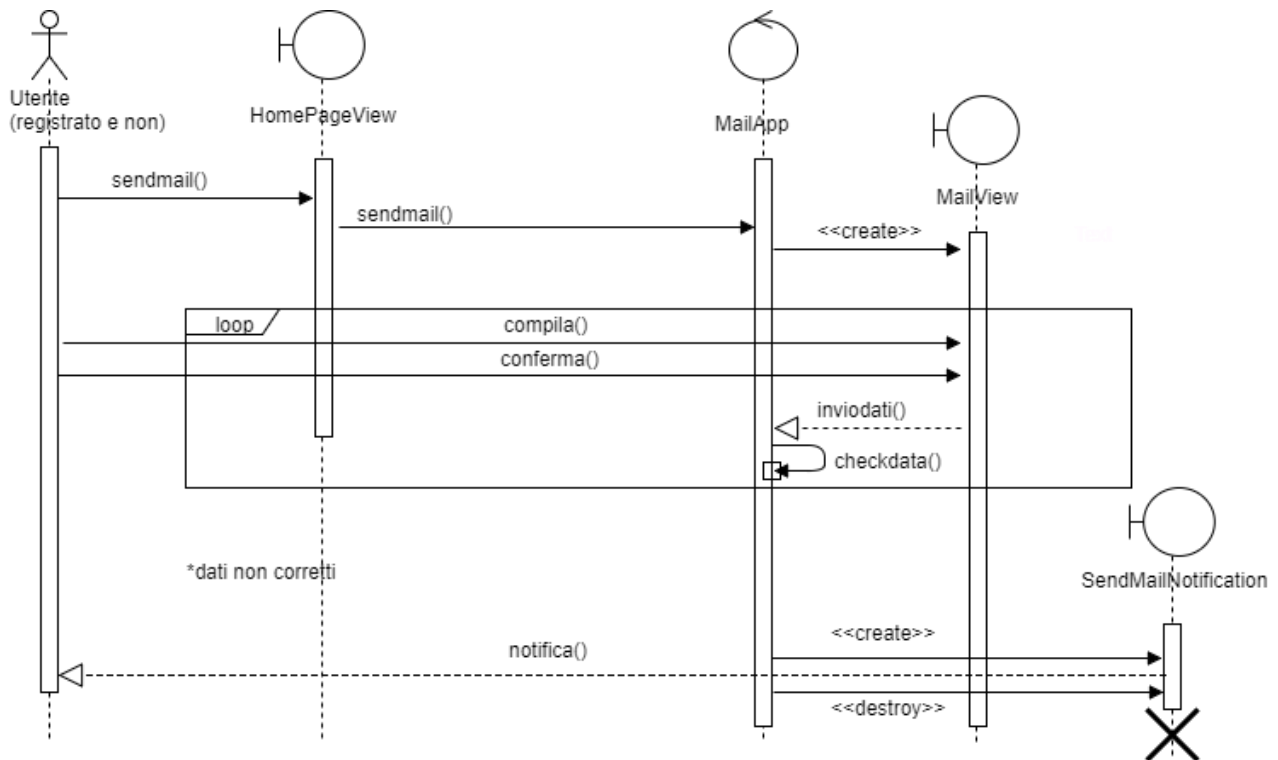 Utente
(registrato e non)
HomePageView
MailApp
MailView
sendmail()
sendmail()
<<create>>
loop
compila()
conferma()
inviodati()
checkdata()
*dati non corretti
SendMailNotification
<<create>>
notifica()
<<destroy>>